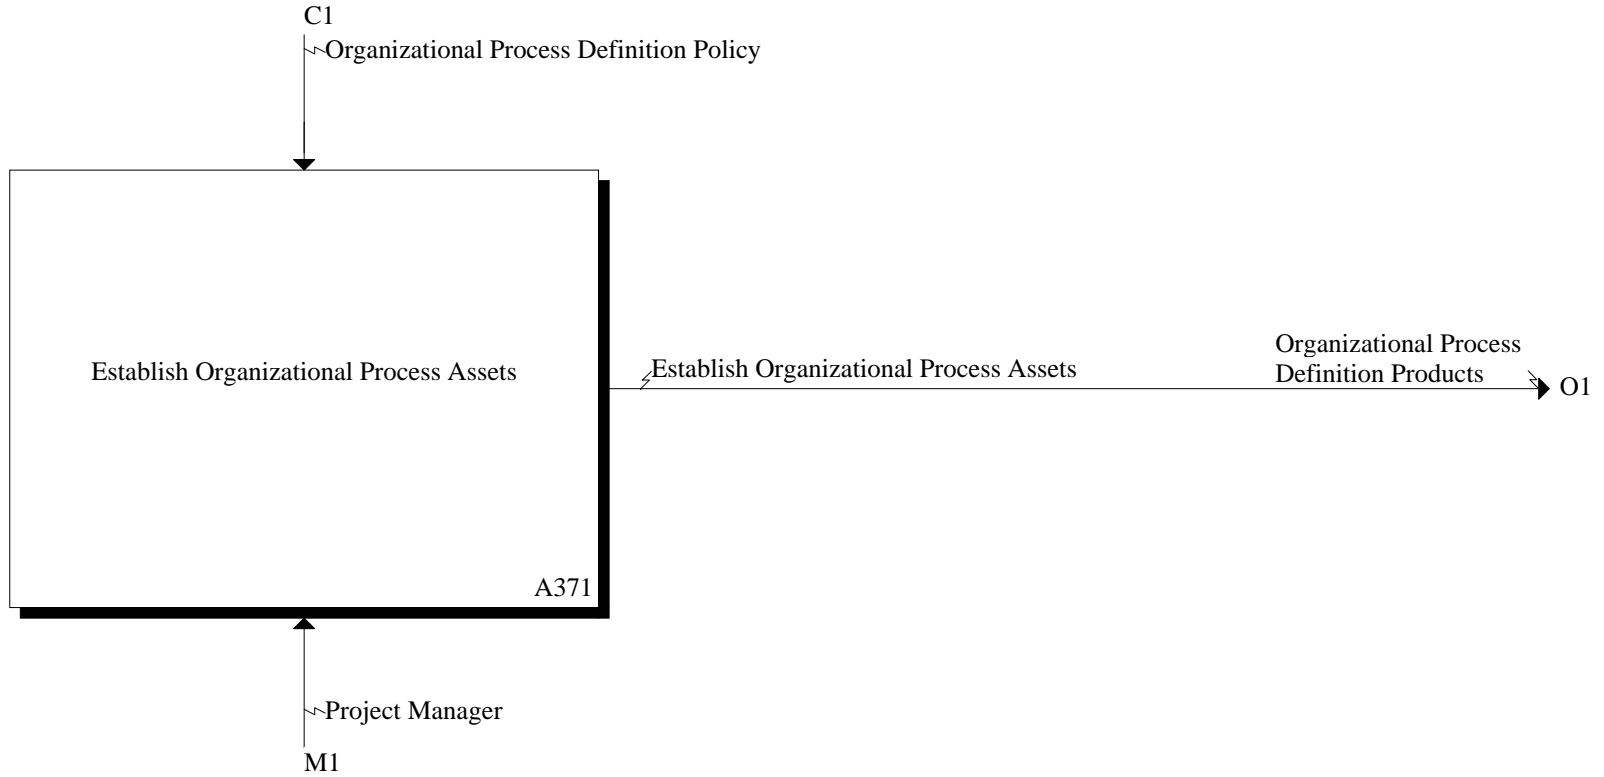 C1
Organizational Process Definition Policy
Establish Organizational Process Assets
A371
Establish Organizational Process Assets
Organizational Process
Definition Products
O1
Project Manager
M1